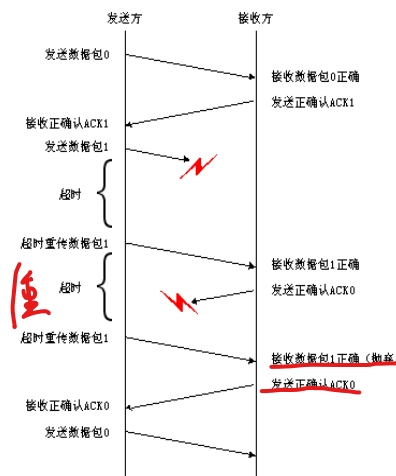 发送方
接收方
发送数据包0
接收数据包0正确
发送正确认ACK1
接收正确认ACK1
发送数据包1
超时
超时重传数据包1
接收数据包1正确
超时
发送正确认ACK0
重
超时重传数据包1
接收数据包1正确（抛弃
发送正确认ACK0
接收正确认ACK0
发送数据包0